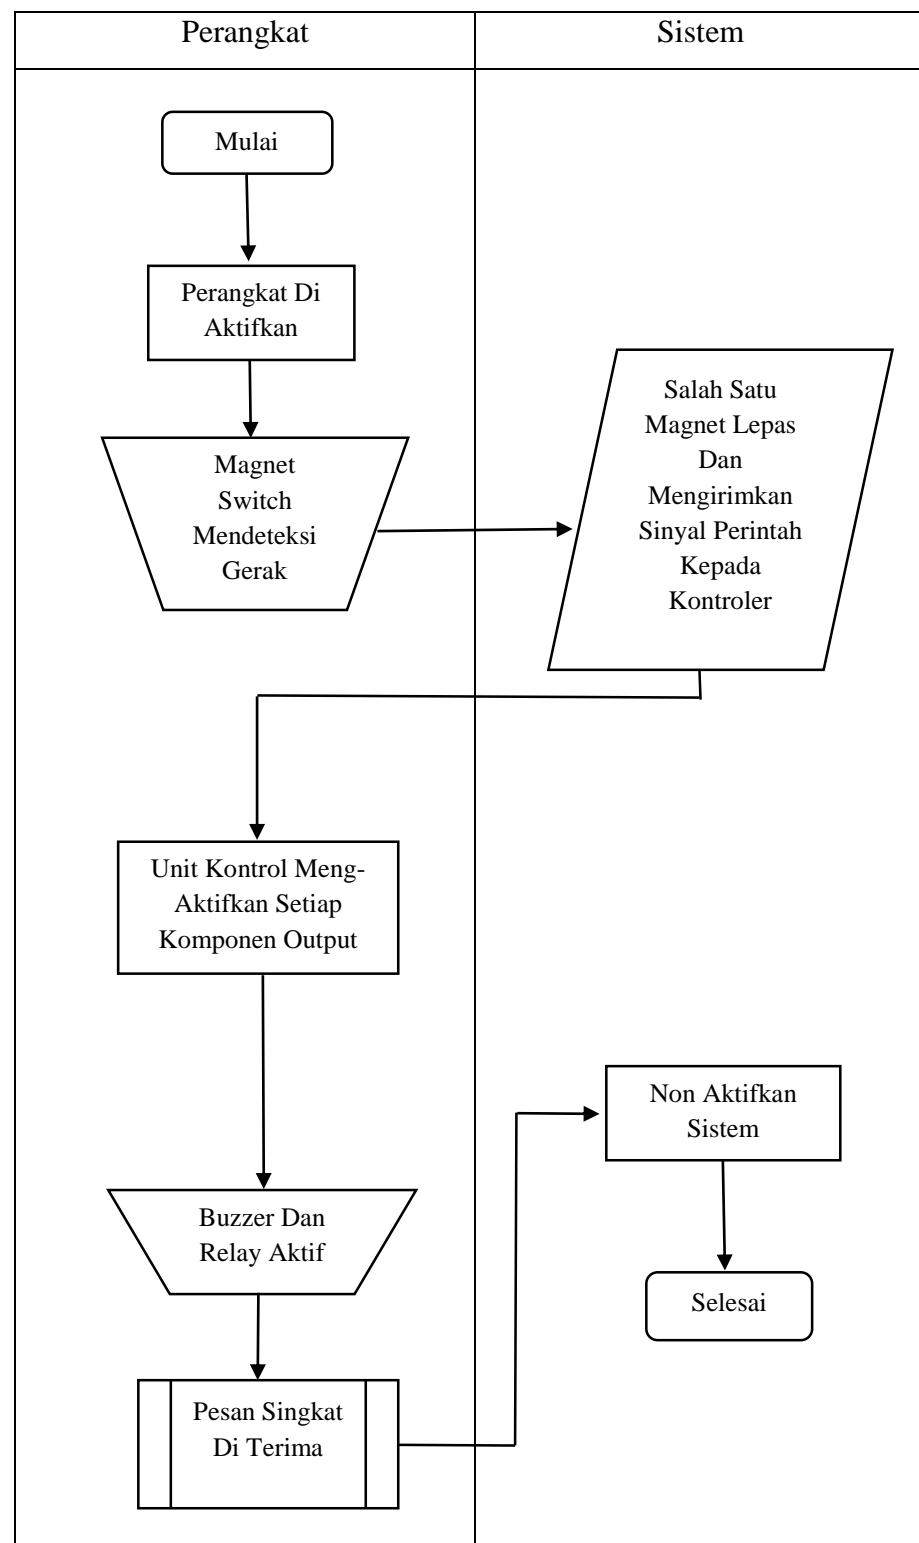 Perangkat
Sistem
Mulai
Perangkat Di
Aktifkan
Magnet
Switch
Mendeteksi
Gerak
Salah Satu
Magnet Lepas
Dan
Mengirimkan
Sinyal Perintah
Kepada
Kontroler
Unit Kontrol Meng-
Aktifkan Setiap
Komponen Output
Buzzer Dan
Relay Aktif
Pesan Singkat
Di Terima
Non Aktifkan
Sistem
Selesai